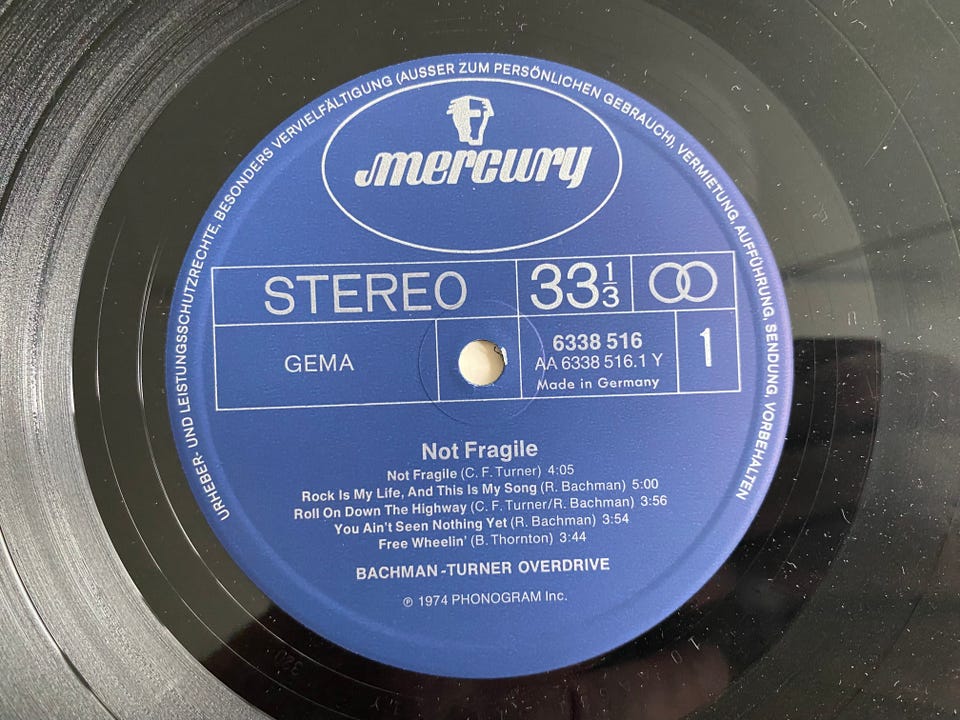 URHEBER- UND LEISTUNGSSCHUTZRECHTE, BESONDERS VERVIELFÄLTIGUNG (AUSSER ZUM PERSÖNLICHEN GEBRAUCH), VERMIETUNG, AUFFÜHRUNG, SENDUNG, VORBEHALTEN
mercury
STEREO 33 1/3
GEMA
6338 516
AA 6338 516.1 Y
Made in Germany
1
Not Fragile
Not Fragile (C. F. Turner) 4:05
Rock Is My Life, And This Is My Song (R. Bachman) 5:00
Roll On Down The Highway (C. F. Turner/R. Bachman) 3:56
You Ain't Seen Nothing Yet (R. Bachman) 3:54
Free Wheelin' (B. Thornton) 3:44
BACHMAN-TURNER OVERDRIVE
℗ 1974 PHONOGRAM Inc.
320